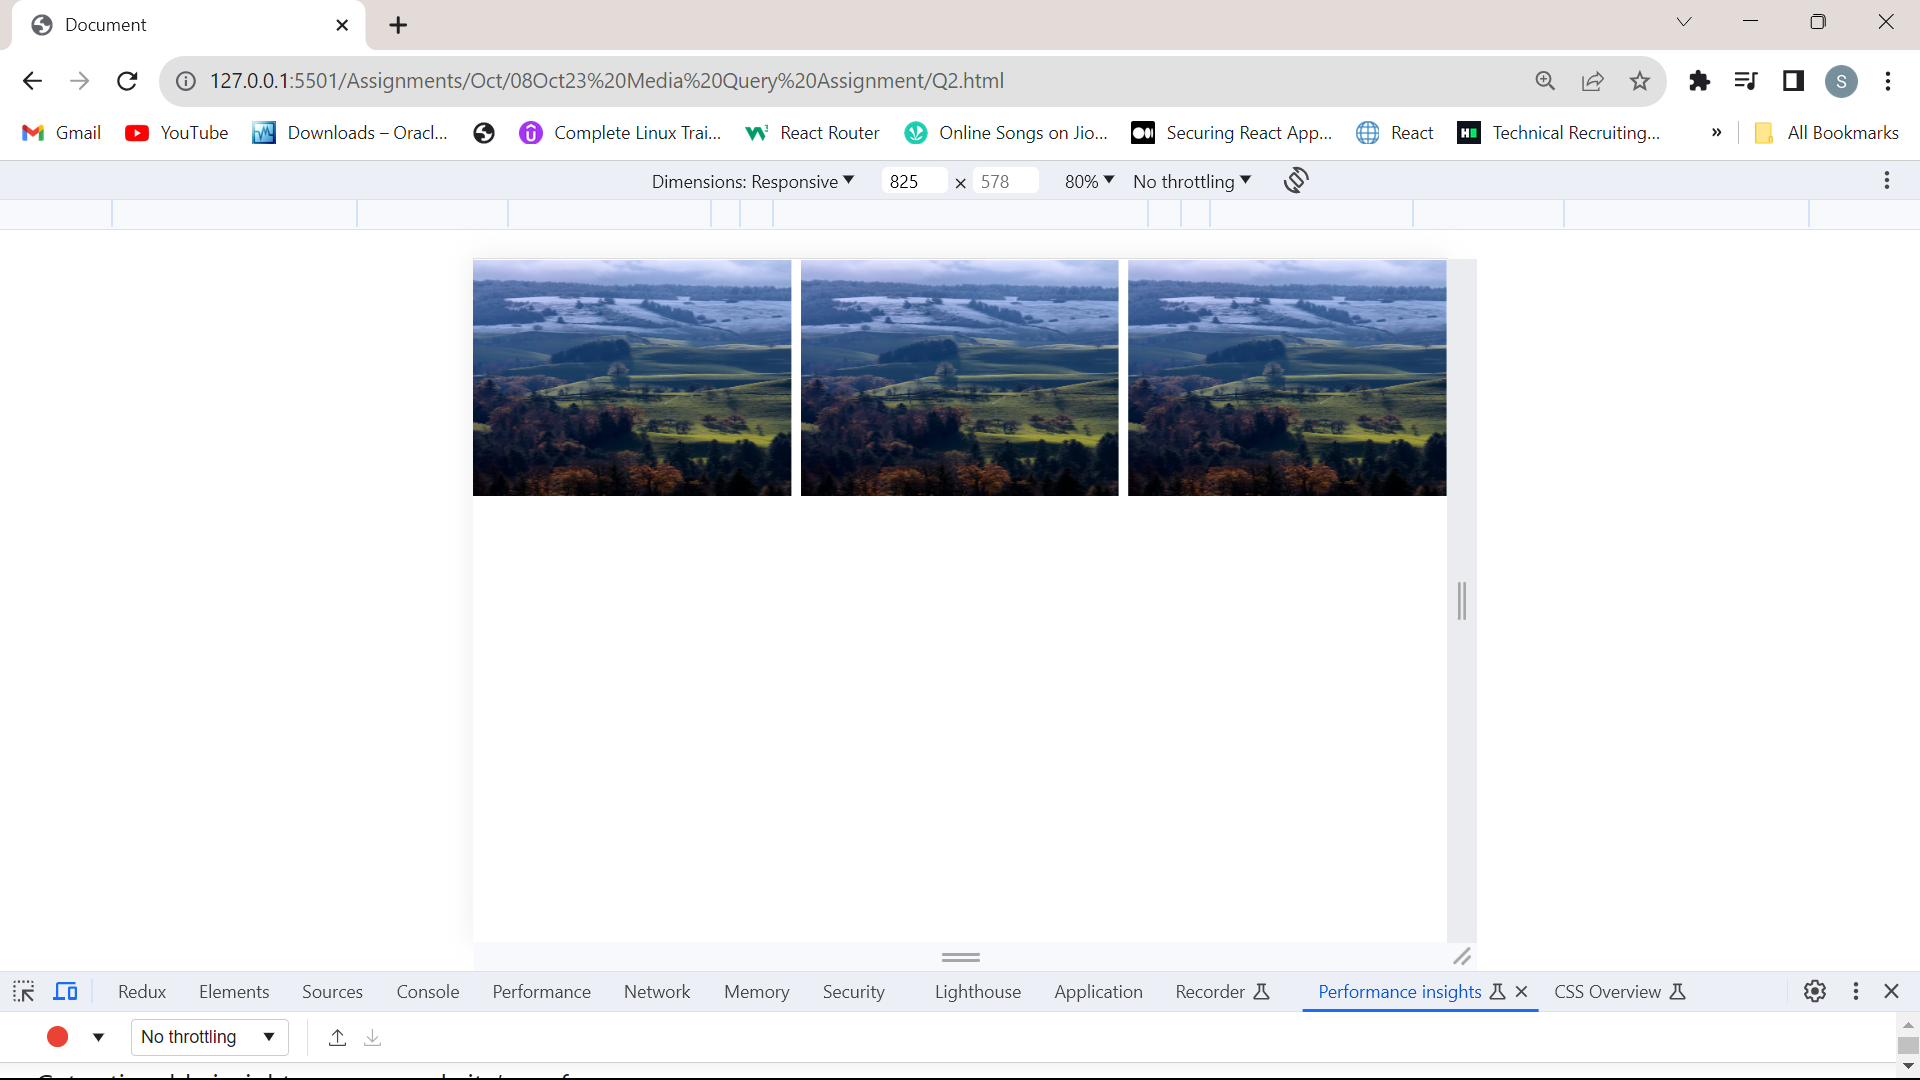 Document
127.0.0.1:5501/Assignments/Oct/08Oct23%20Media%20Query%20Assignment/Q2.html
S
Gmail YouTube Downloads – Oracl... Complete Linux Trai... React Router Online Songs on Jio... Securing React App... React Technical Recruiting... » All Bookmarks
Dimensions: Responsive 825 × 578 80% No throttling
Redux Elements Sources Console Performance Network Memory Security Lighthouse Application Recorder Performance insights CSS Overview
No throttling